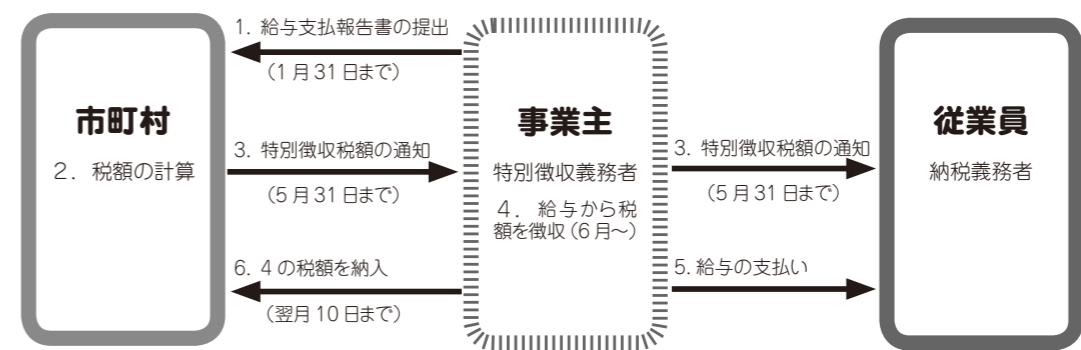 市町村
2. 税額の計算
1. 給与支払報告書の提出
(1月31日まで)
3. 特別徴収税額の通知
(5月31日まで)
6. 4の税額を納入
(翌月10日まで)
事業主
特別徴収義務者
4. 給与から税
額を徴収(6月〜)
3. 特別徴収税額の通知
(5月31日まで)
5. 給与の支払い
従業員
納税義務者